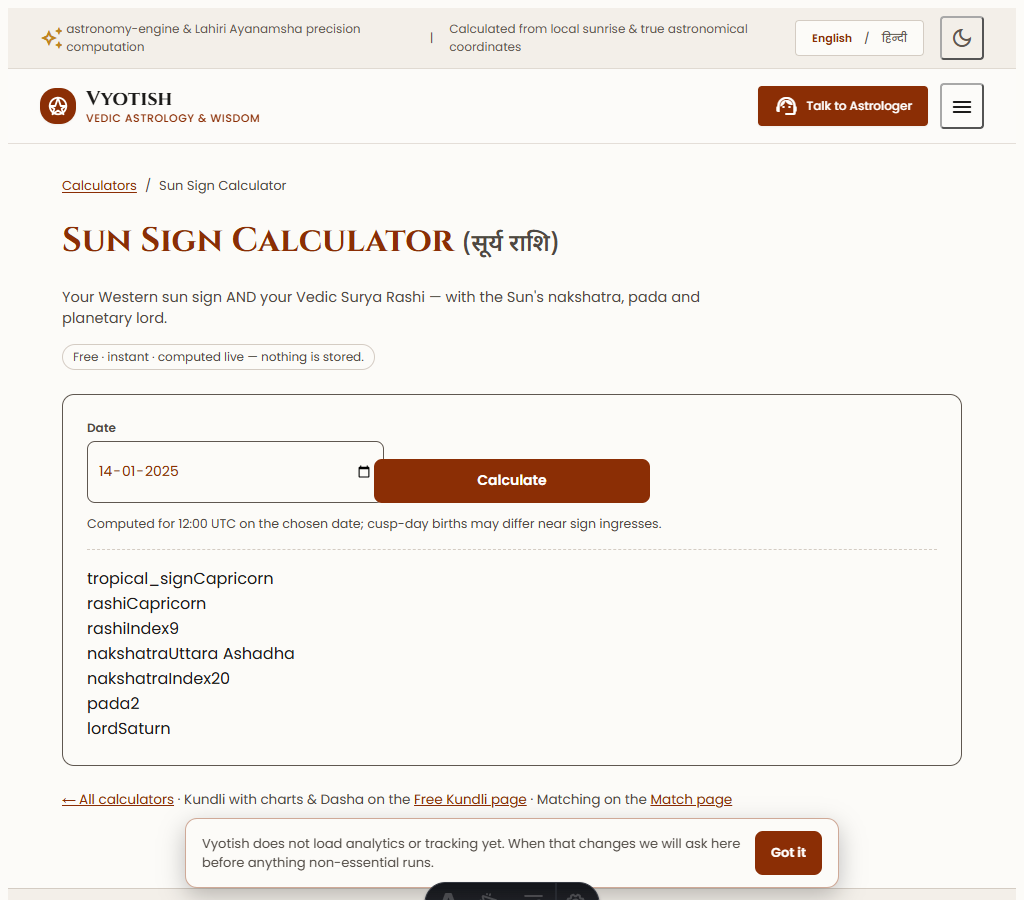 astronomy-engine & Lahiri Ayanamsha precision computation
|
Calculated from local sunrise & true astronomical coordinates
English / हिन्दी
VYOTISH
VEDIC ASTROLOGY & WISDOM
Talk to Astrologer
Calculators / Sun Sign Calculator
SUN SIGN CALCULATOR (सूर्य राशि)
Your Western sun sign AND your Vedic Surya Rashi — with the Sun's nakshatra, pada and
planetary lord.
Free · instant · computed live — nothing is stored.
Date
14-01-2025
Calculate
Computed for 12:00 UTC on the chosen date; cusp-day births may differ near sign ingresses.
tropical_signCapricorn
rashiCapricorn
rashiIndex9
nakshatraUttara Ashadha
nakshatraIndex20
pada2
lordSaturn
← All calculators · Kundli with charts & Dasha on the Free Kundli page · Matching on the Match page
Vyotish does not load analytics or tracking yet. When that changes we will ask here
before anything non-essential runs.
Got it